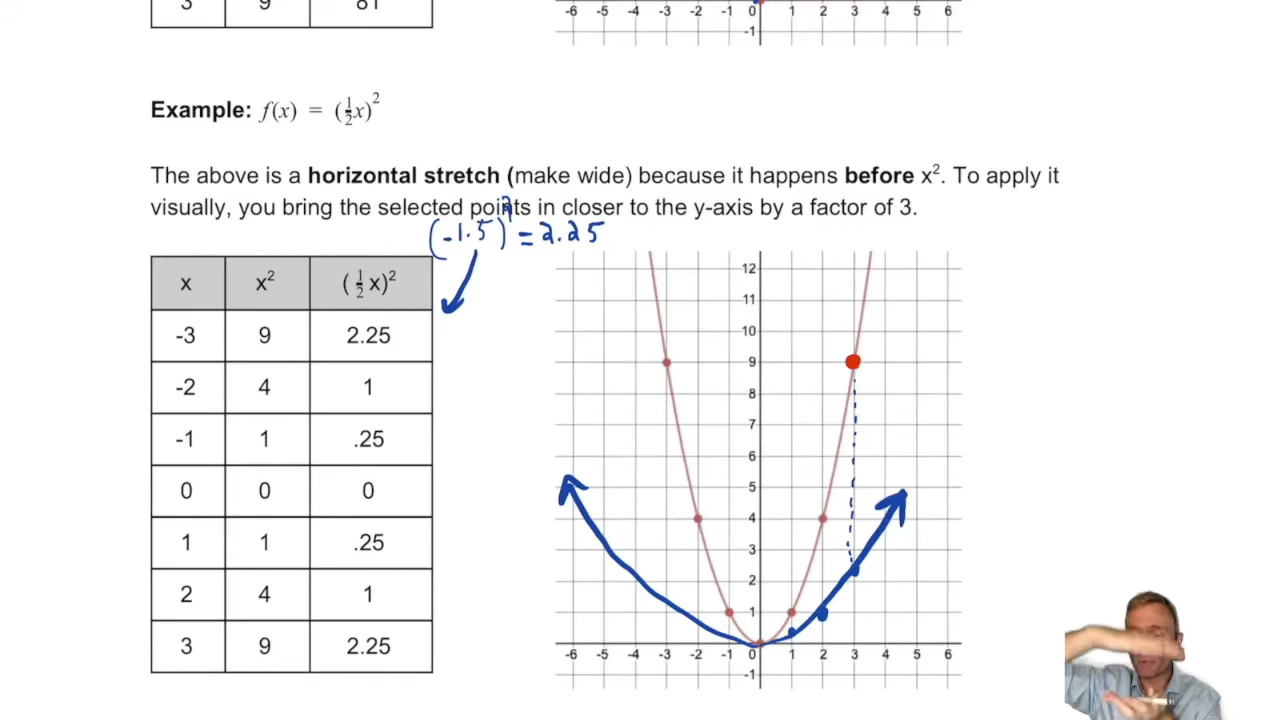 3 9 81
-6 -5 -4 -3 -2 -1 0 1 2 3 4 5 6
-1
Example: f(x) = (½x)²
The above is a horizontal stretch (make wide) because it happens before x². To apply it
visually, you bring the selected points in closer to the y-axis by a factor of 3.
(-1.5)² = 2.25
x x² (½x)²
-3 9 2.25
-2 4 1
-1 1 .25
0 0 0
1 1 .25
2 4 1
3 9 2.25
12
11
10
9
8
7
6
5
4
3
2
1
-6 -5 -4 -3 -2 -1 0 1 2 3 4 5 6
-1